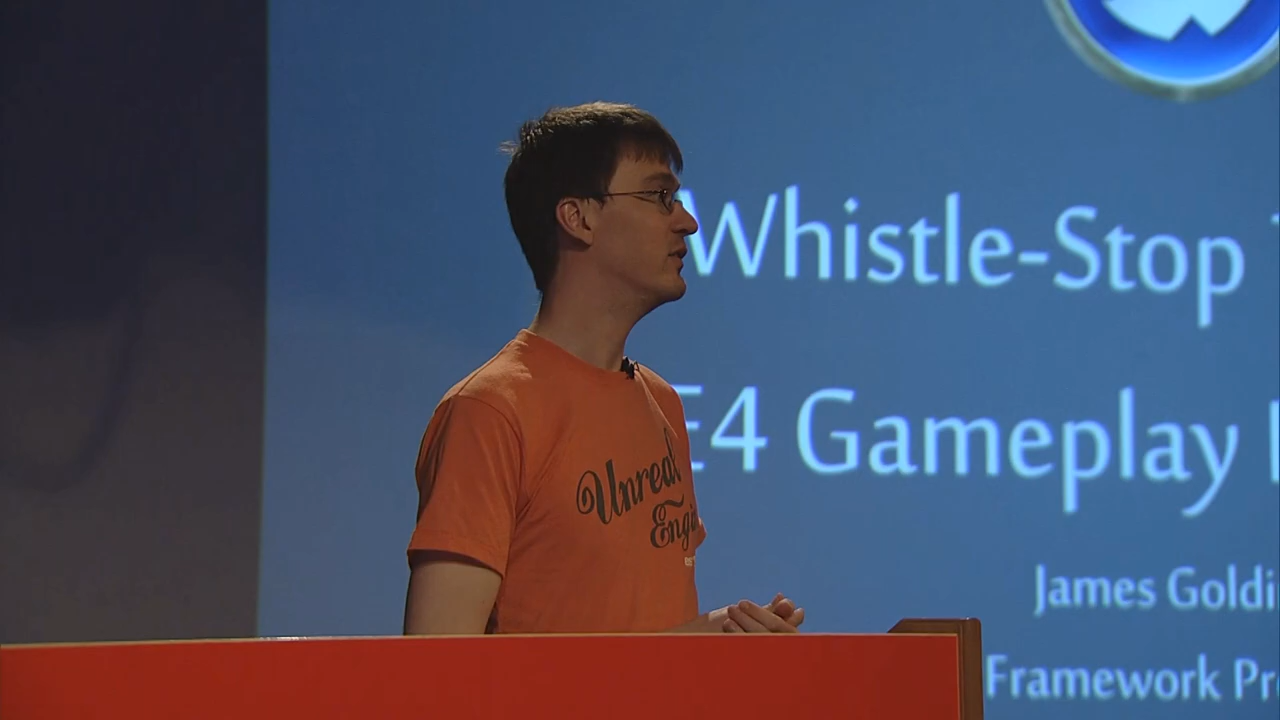 Whistle-Stop
E4 Gameplay
James Goldi
Framework Pr
Unreal
Engi